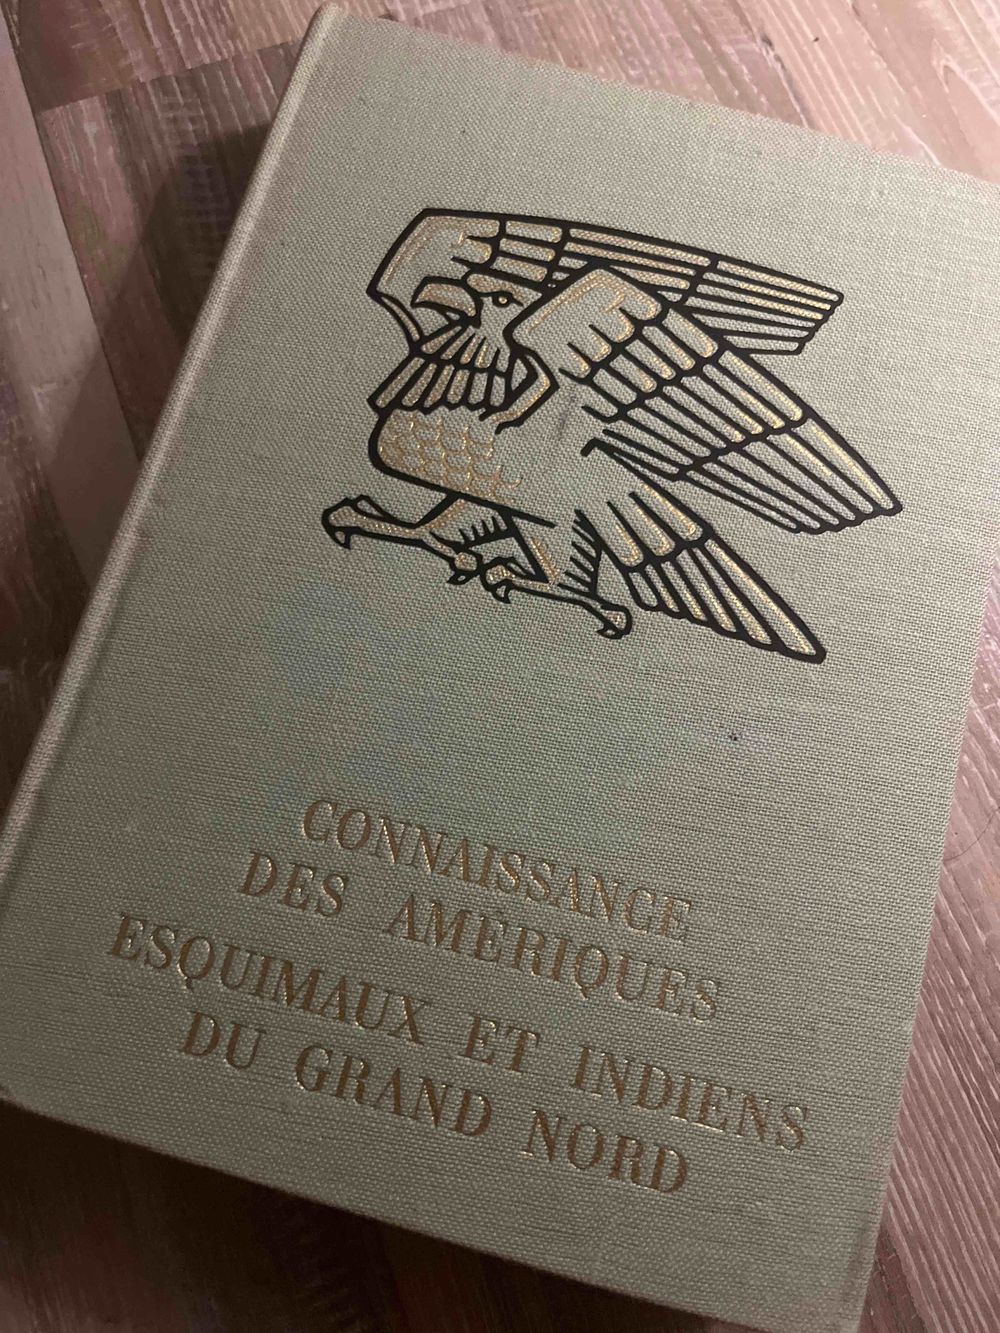 CONNAISSANCE
DES AMÉRIQUES
ESQUIMAUX ET INDIENS
DU GRAND NORD